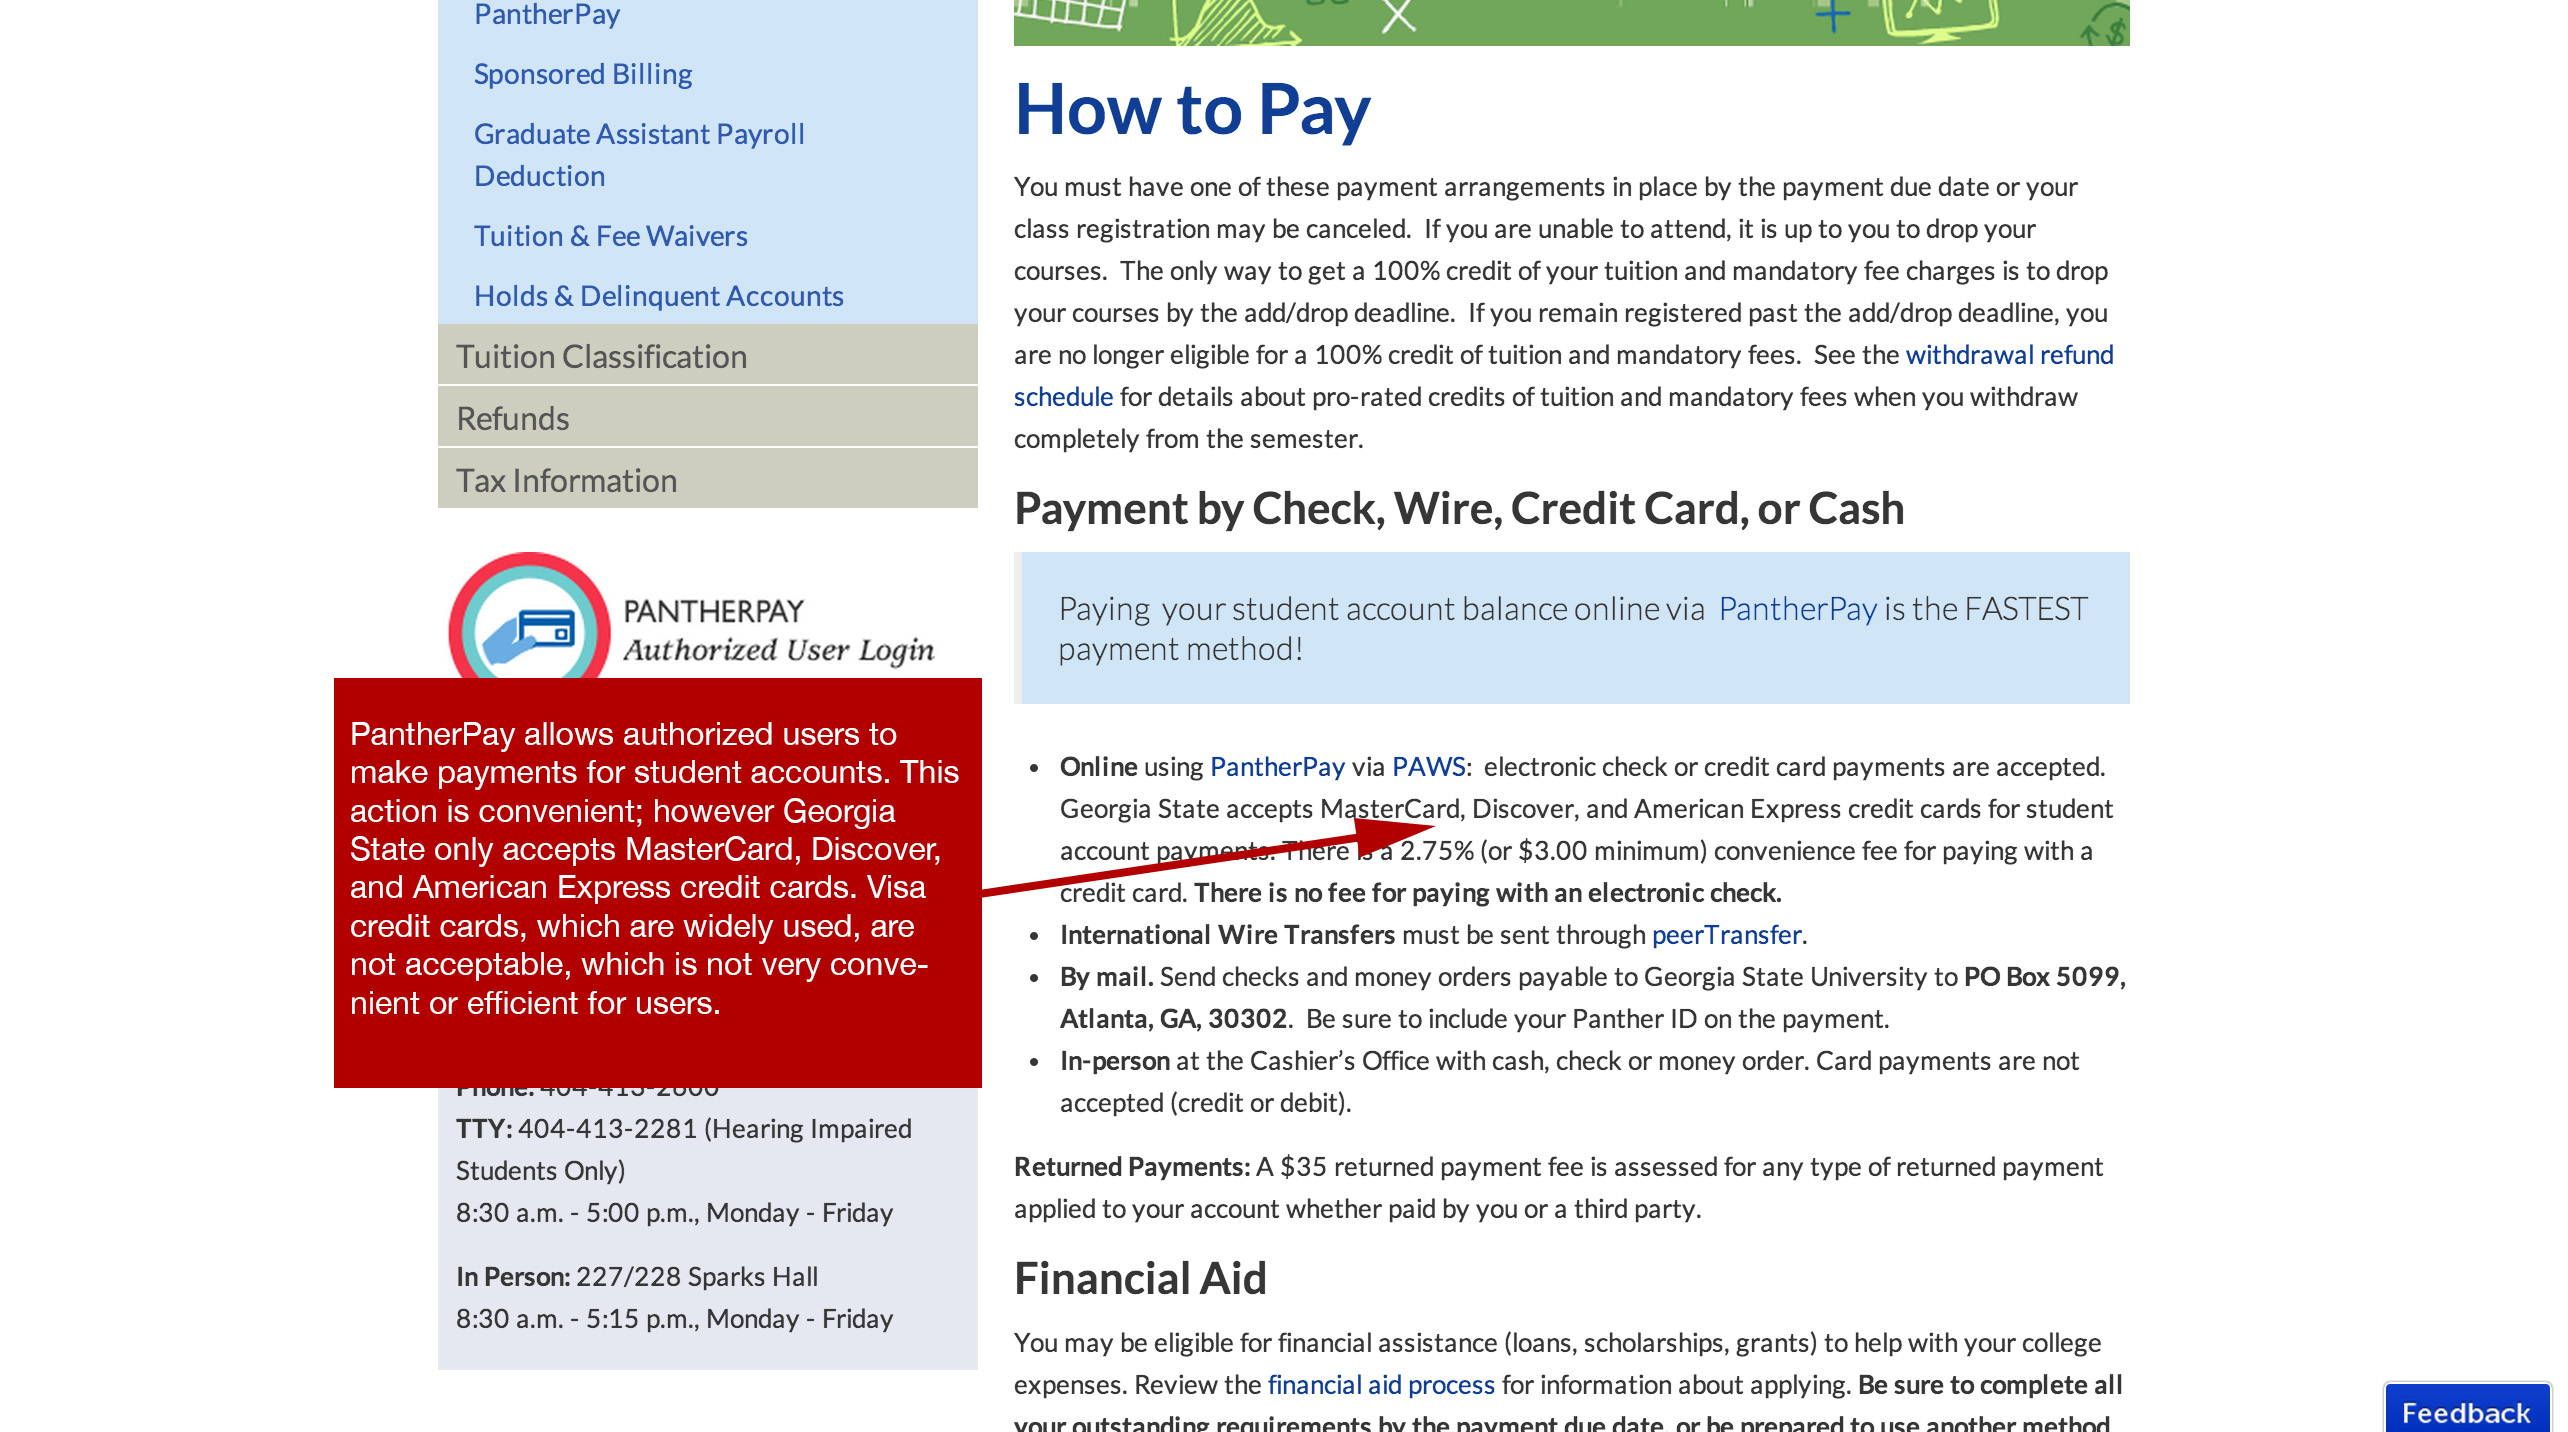 PantherPay
Sponsored Billing
Graduate Assistant Payroll
Deduction
Tuition & Fee Waivers
Holds & Delinquent Accounts
Tuition Classification
Refunds
Tax Information
PANTHERPAY
Authorized User Login
PantherPay allows authorized users to
make payments for student accounts. This
action is convenient; however Georgia
State only accepts MasterCard, Discover,
and American Express credit cards. Visa
credit cards, which are widely used, are
not acceptable, which is not very conve-
nient or efficient for users.
Phone: 404-413-2600
TTY: 404-413-2281 (Hearing Impaired
Students Only)
8:30 a.m. - 5:00 p.m., Monday - Friday
In Person: 227/228 Sparks Hall
8:30 a.m. - 5:15 p.m., Monday - Friday
How to Pay
You must have one of these payment arrangements in place by the payment due date or your
class registration may be canceled. If you are unable to attend, it is up to you to drop your
courses. The only way to get a 100% credit of your tuition and mandatory fee charges is to drop
your courses by the add/drop deadline. If you remain registered past the add/drop deadline, you
are no longer eligible for a 100% credit of tuition and mandatory fees. See the withdrawal refund
schedule for details about pro-rated credits of tuition and mandatory fees when you withdraw
completely from the semester.
Payment by Check, Wire, Credit Card, or Cash
Paying your student account balance online via PantherPay is the FASTEST
payment method!
• Online using PantherPay via PAWS: electronic check or credit card payments are accepted.
Georgia State accepts MasterCard, Discover, and American Express credit cards for student
account payments. There is a 2.75% (or $3.00 minimum) convenience fee for paying with a
credit card. There is no fee for paying with an electronic check.
• International Wire Transfers must be sent through peerTransfer.
• By mail. Send checks and money orders payable to Georgia State University to PO Box 5099,
Atlanta, GA, 30302. Be sure to include your Panther ID on the payment.
• In-person at the Cashier’s Office with cash, check or money order. Card payments are not
accepted (credit or debit).
Returned Payments: A $35 returned payment fee is assessed for any type of returned payment
applied to your account whether paid by you or a third party.
Financial Aid
You may be eligible for financial assistance (loans, scholarships, grants) to help with your college
expenses. Review the financial aid process for information about applying. Be sure to complete all
your outstanding requirements by the payment due date, or be prepared to use another method
Feedback